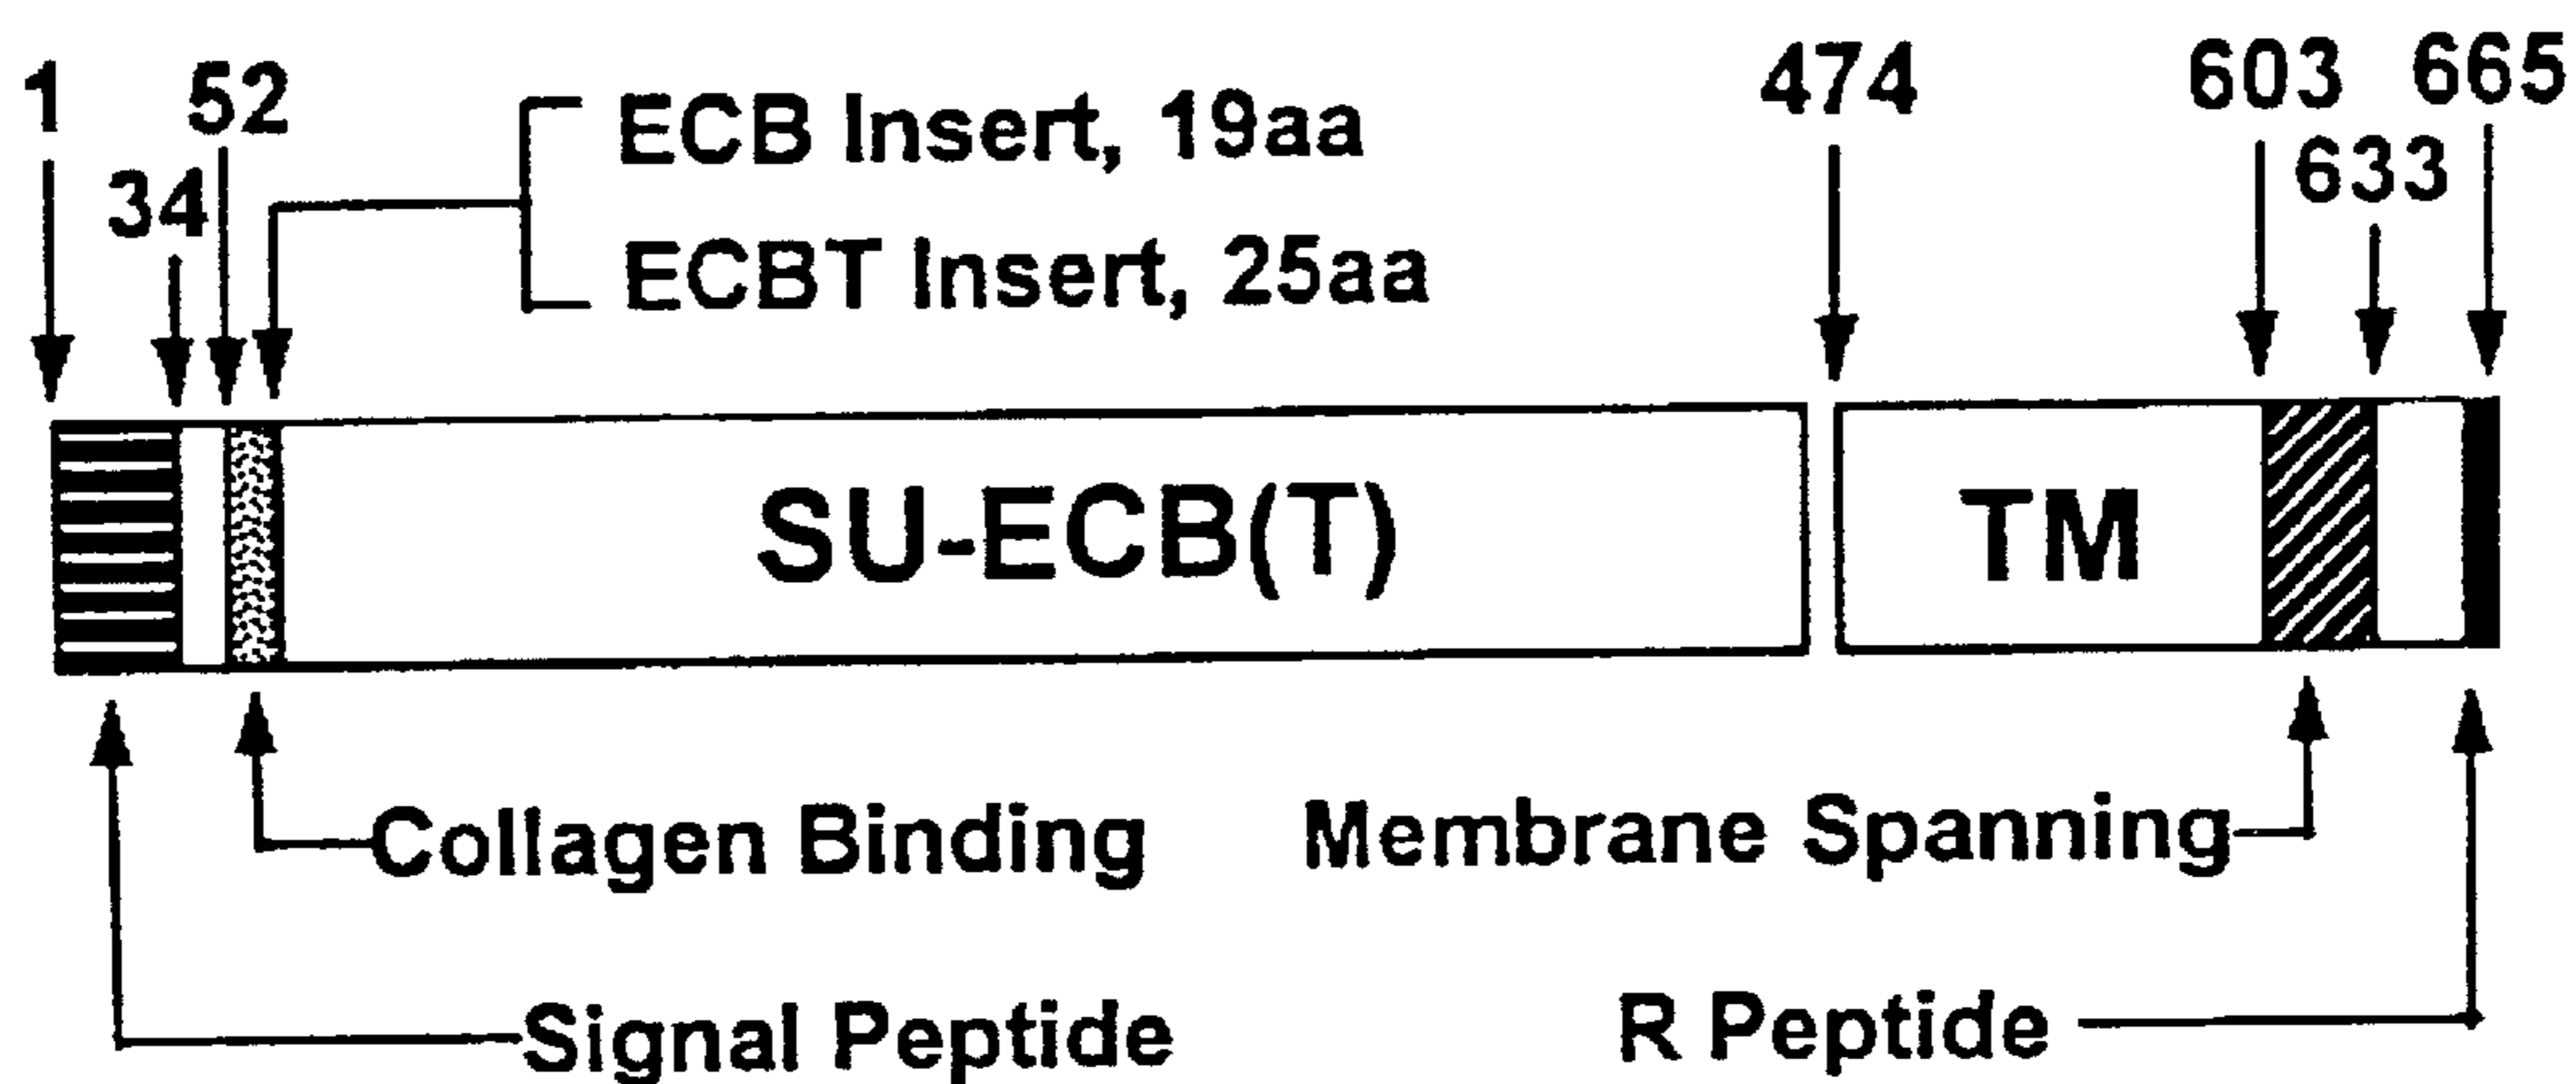 1
34
52
ECB Insert, 19aa
ECBT Insert, 25aa
474
603
633
665
SU-ECB(T)
TM
Collagen Binding
Membrane Spanning
Signal Peptide
R Peptide